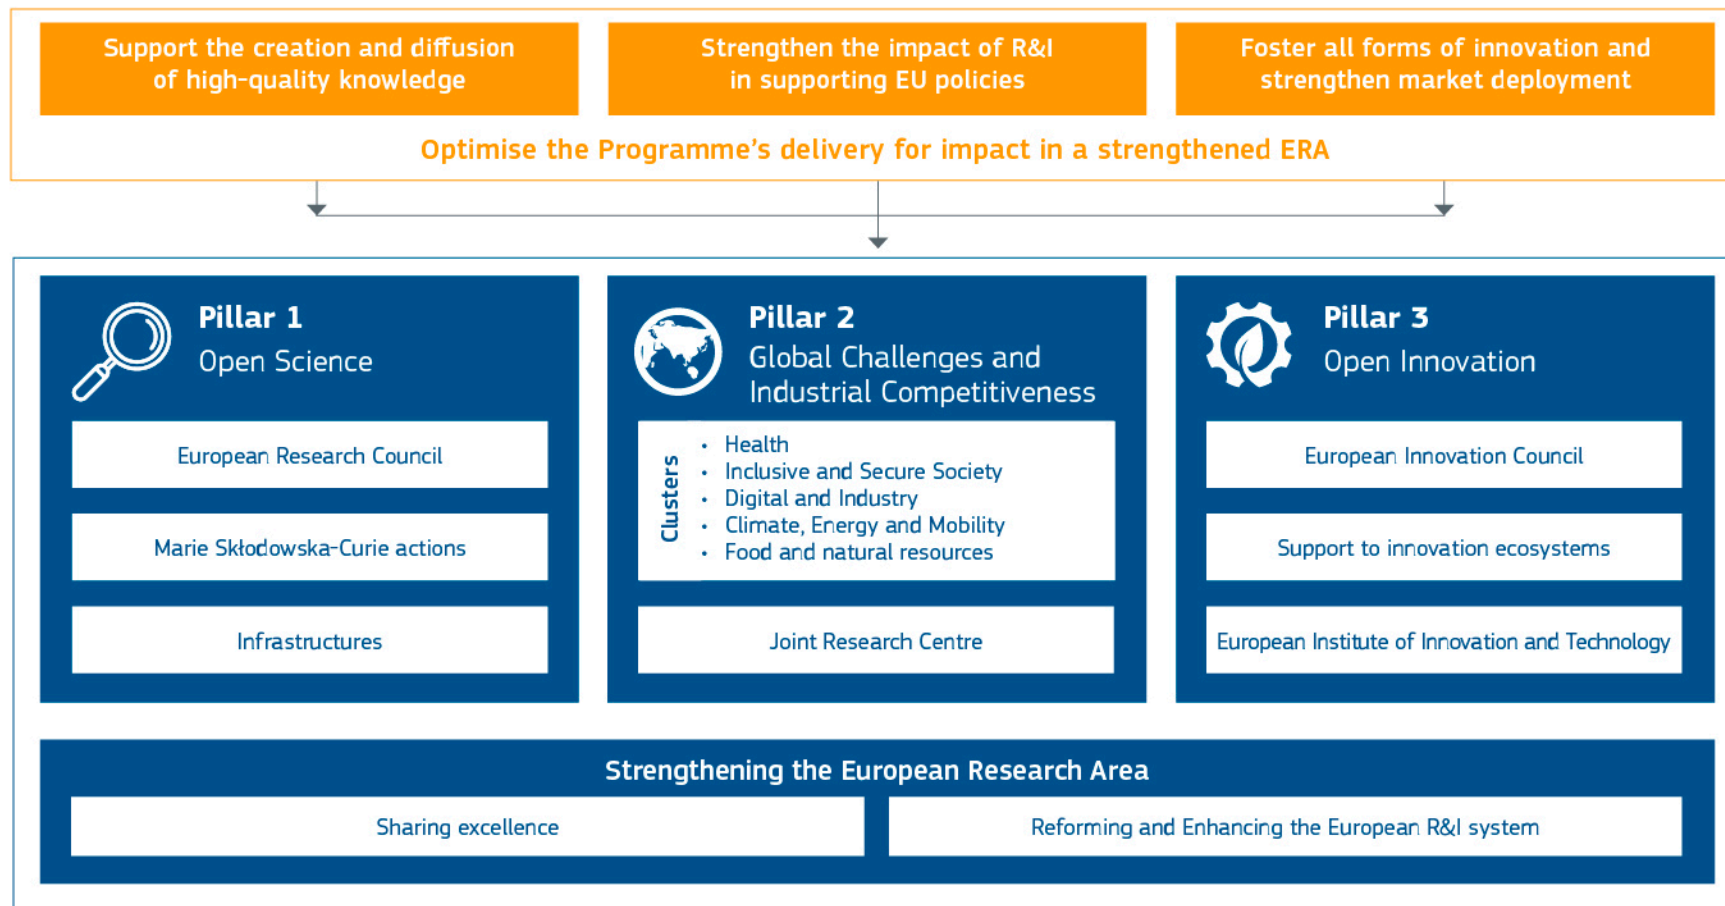 Support the creation and diffusion
of high-quality knowledge
Strengthen the impact of R&I
in supporting EU policies
Foster all forms of innovation and
strengthen market deployment
Optimise the Programme's delivery for impact in a strengthened ERA
Pillar 1
Open Science
European Research Council
Marie Skłodowska-Curie actions
Infrastructures
Pillar 2
Global Challenges and
Industrial Competitiveness
Clusters
• Health
• Inclusive and Secure Society
• Digital and Industry
• Climate, Energy and Mobility
• Food and natural resources
Joint Research Centre
Pillar 3
Open Innovation
European Innovation Council
Support to innovation ecosystems
European Institute of Innovation and Technology
Strengthening the European Research Area
Sharing excellence
Reforming and Enhancing the European R&I system